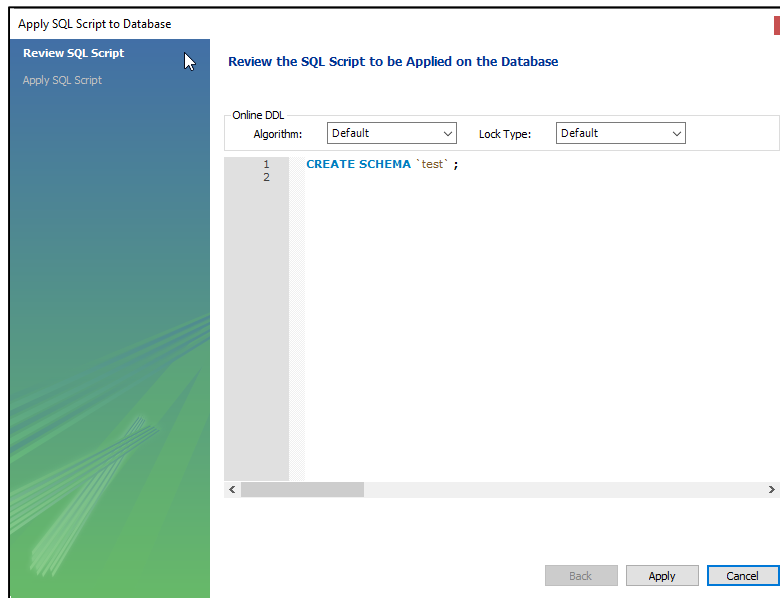 Apply SQL Script to Database
Review SQL Script
Apply SQL Script
Review the SQL Script to be Applied on the Database
Online DDL
Algorithm: Default Lock Type: Default
1 CREATE SCHEMA `test` ;
2
Back Apply Cancel